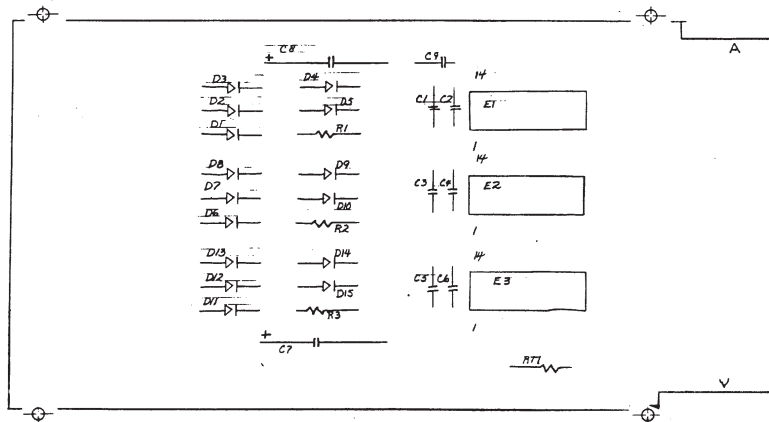 A
C8
C9
+
D3 D4
14
D2 D5 C1 C2 E1
D1 R1
1
14
D8 D9
C3 C4 E2
D7 D10
D6 R2
1
14
D13 D14
C5 C6 E3
D12 D15
D11 R3
1
+
C7
RT1
V